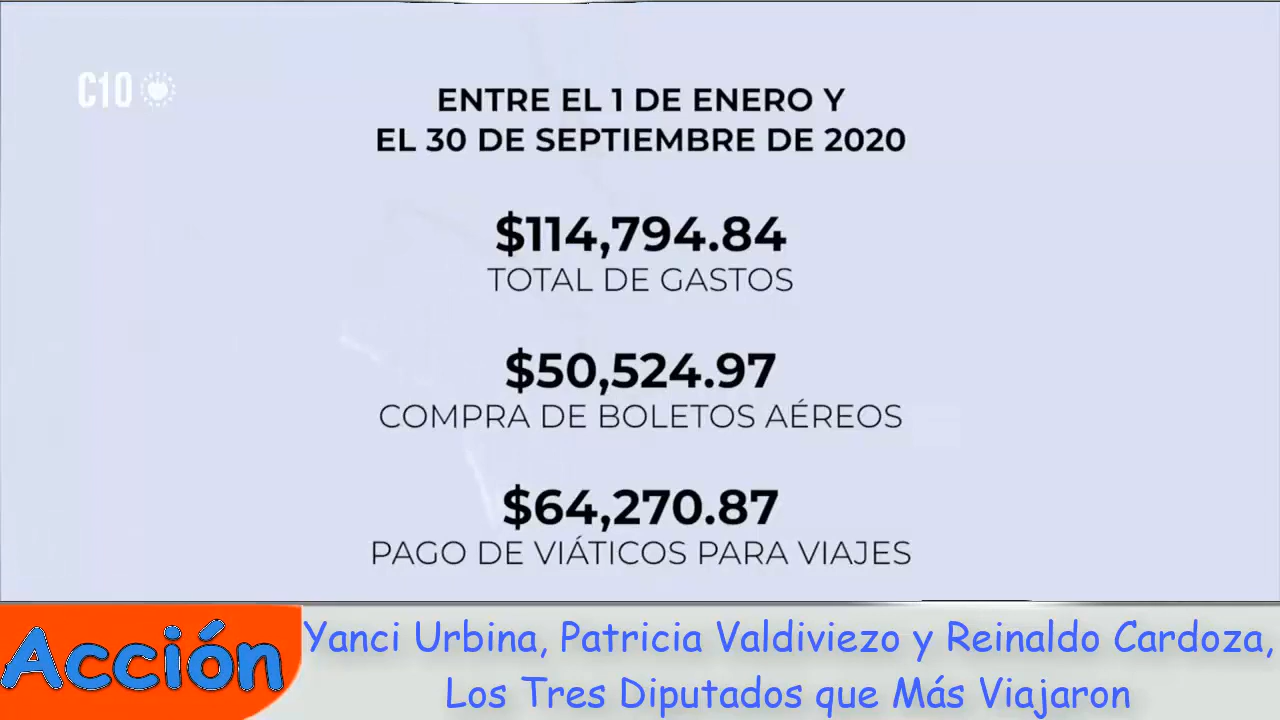 C10
ENTRE EL 1 DE ENERO Y
EL 30 DE SEPTIEMBRE DE 2020
$114,794.84
TOTAL DE GASTOS
$50,524.97
COMPRA DE BOLETOS AÉREOS
$64,270.87
PAGO DE VIÁTICOS PARA VIAJES
Acción
Yanci Urbina, Patricia Valdiviezo y Reinaldo Cardoza,
Los Tres Diputados que Más Viajaron